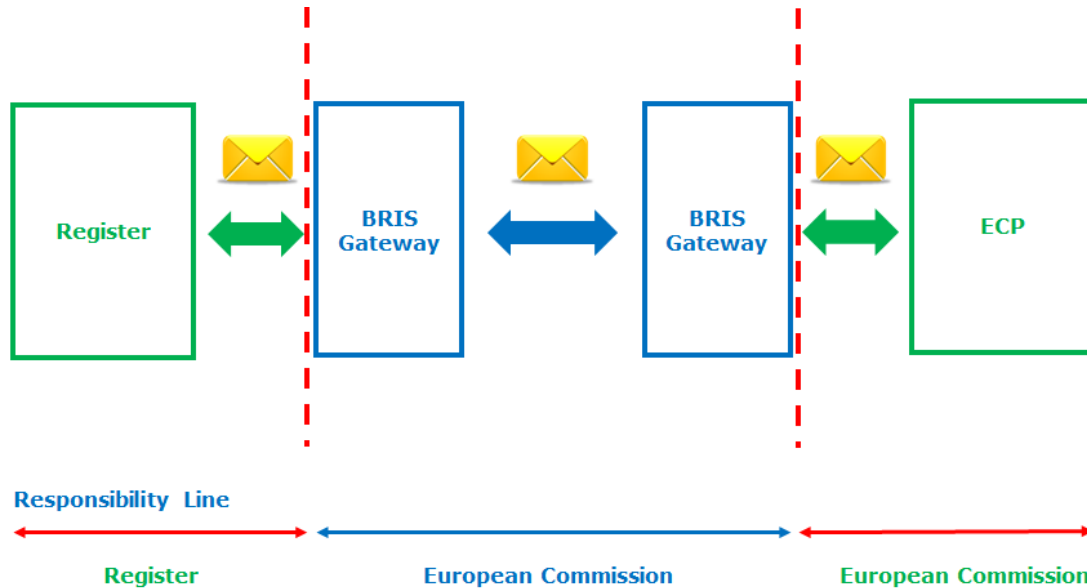 Register
BRIS
Gateway
BRIS
Gateway
ECP
Responsibility Line
Register
European Commission
European Commission